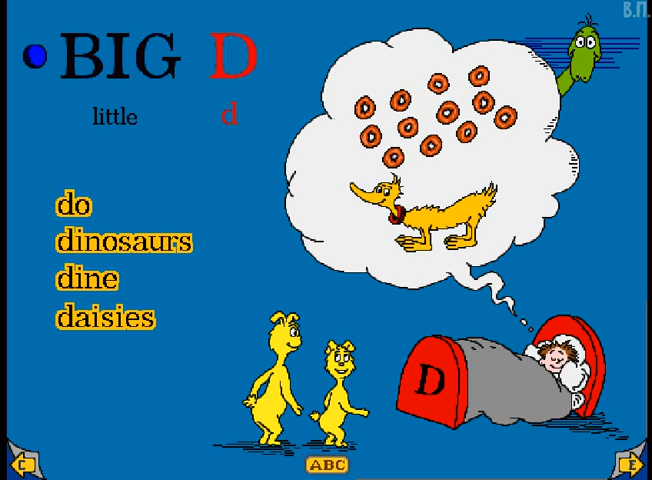 В.П.
BIG D
little d
do
dinosaurs
dine
daisies
D
C
ABC
E